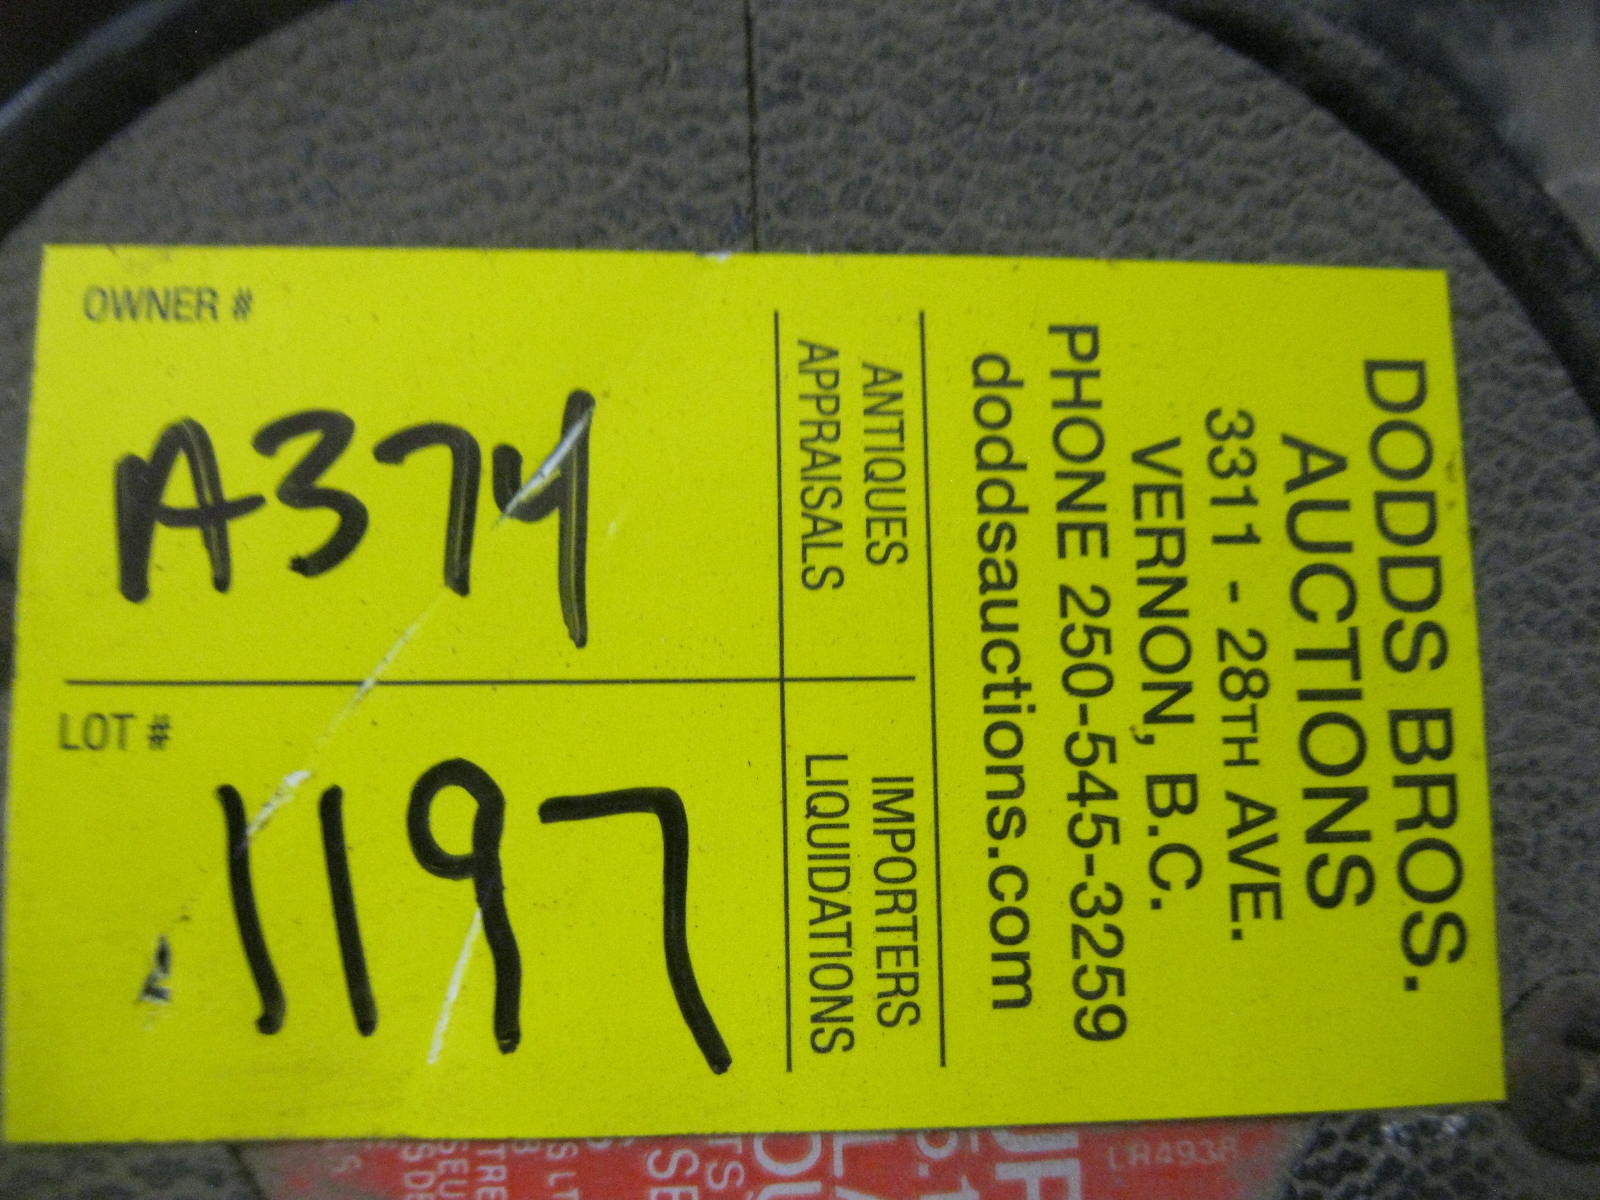 OWNER #
A374
LOT #
1197
DODDS BROS.
AUCTIONS
3311 - 28TH AVE.
VERNON, B.C.
PHONE 250-545-3259
doddsauctions.com
ANTIQUES
APPRAISALS
IMPORTERS
LIQUIDATIONS